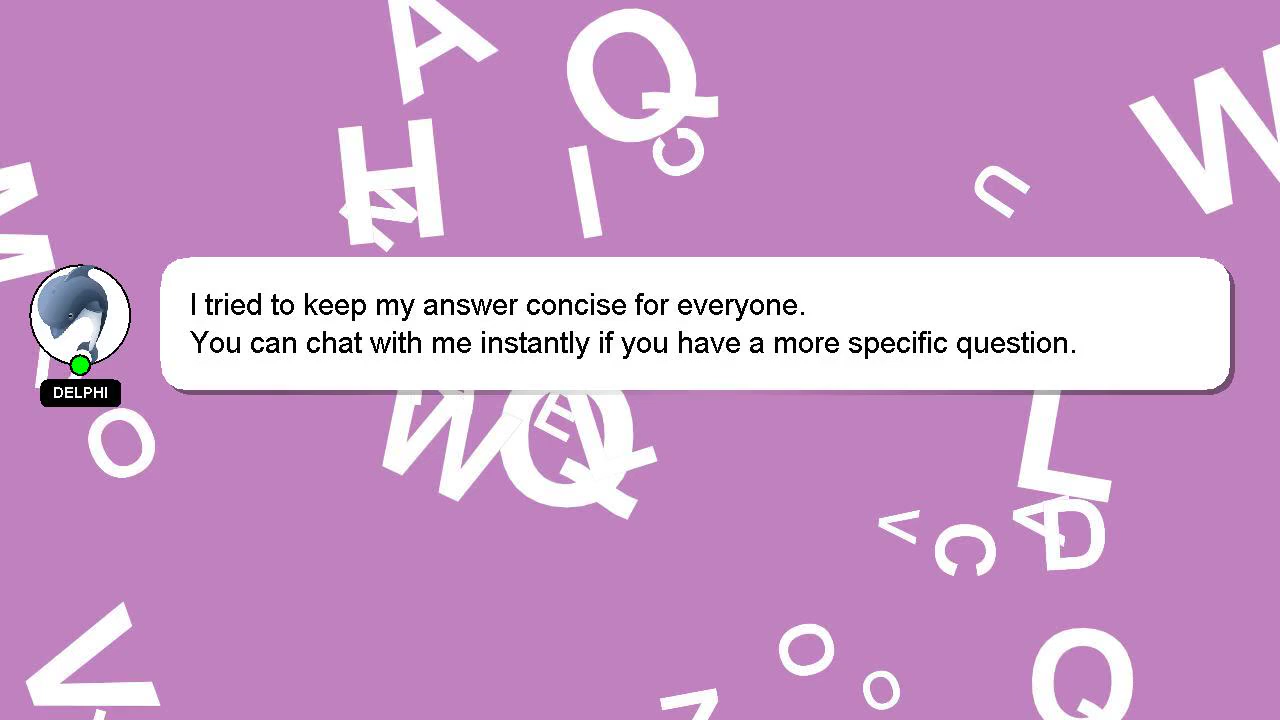 I tried to keep my answer concise for everyone.
You can chat with me instantly if you have a more specific question.
DELPHI
A
Q
C
H
N
I
U
W
M
O
W
Q
E
L
V
C
A
D
V
O
O
Q